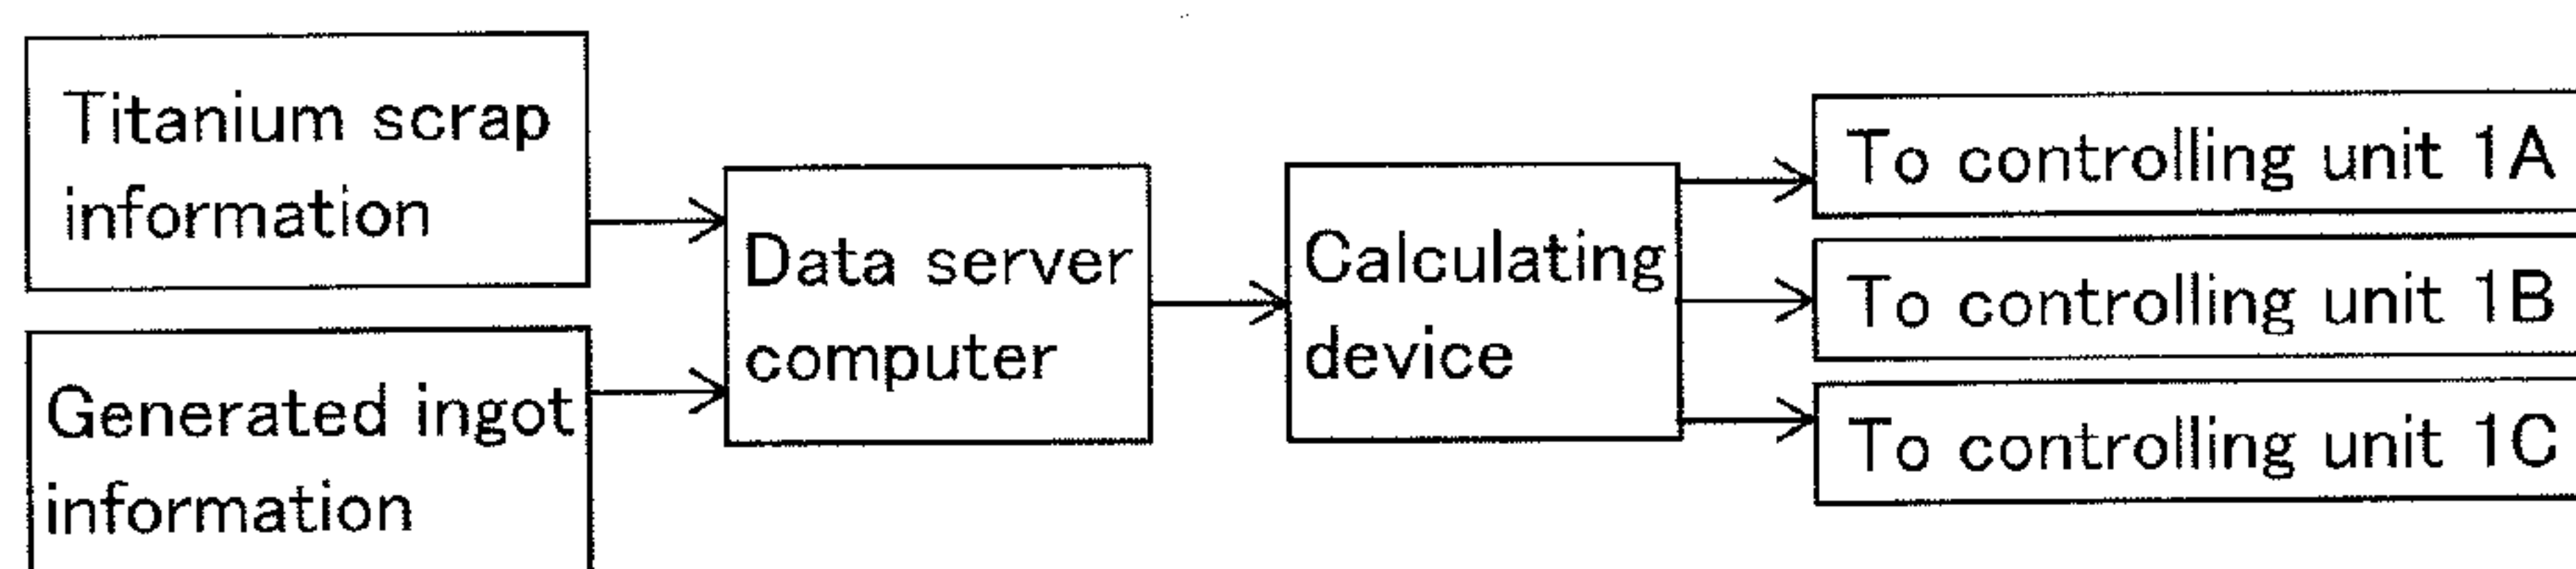 Titanium scrap
information
Generated ingot
information
Data server
computer
Calculating
device
To controlling unit 1A
To controlling unit 1B
To controlling unit 1C